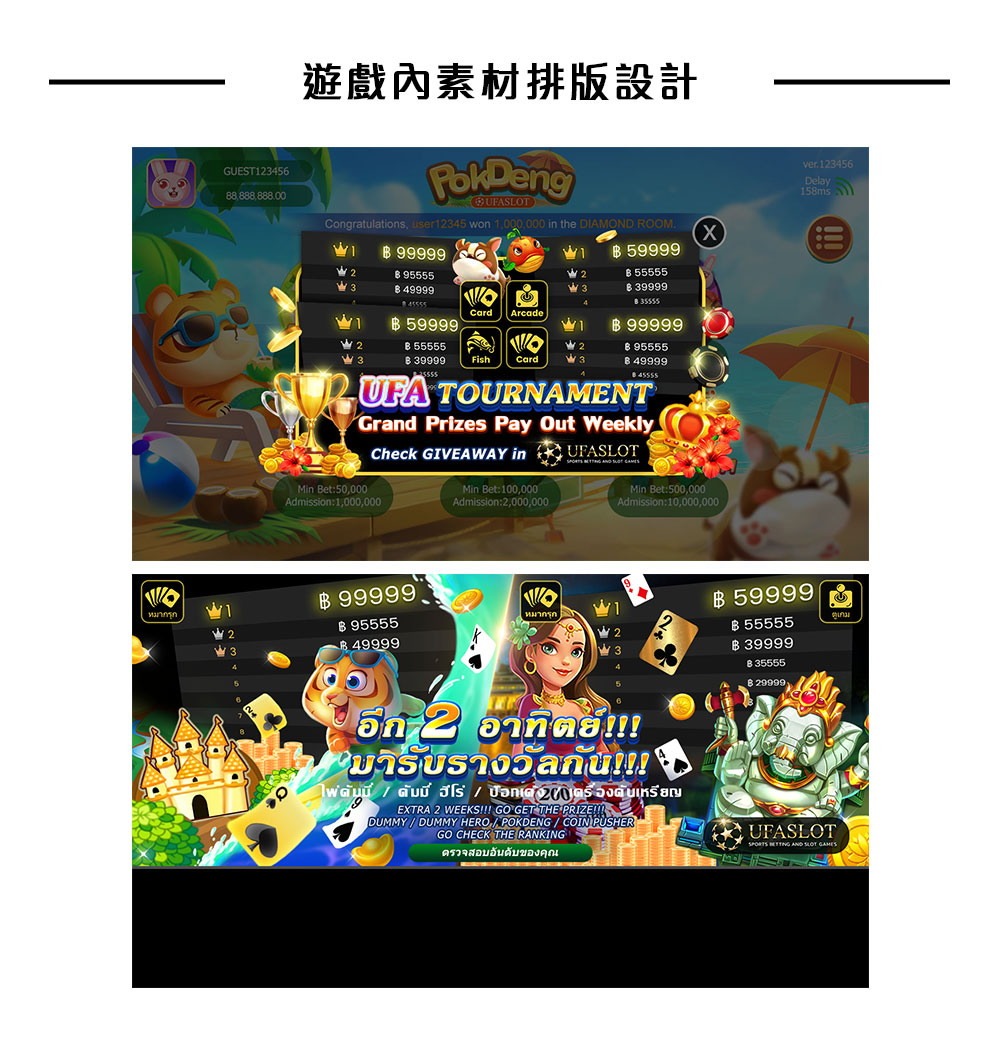 遊戲內素材排版設計
GUEST123456
88,888,888.00
PokDeng
UFASLOT
ver.123456
Delay
158ms
Congratulations, user12345 won 1,000,000 in the DIAMOND ROOM.
X
1 ฿ 99999
2 ฿ 95555
3 ฿ 49999
4 ฿ 45555
1 ฿ 59999
2 ฿ 55555
3 ฿ 39999
4 ฿ 35555
Card
Arcade
Fish
Card
1 ฿ 59999
2 ฿ 55555
3 ฿ 39999
1 ฿ 99999
2 ฿ 95555
3 ฿ 49999
4 ฿ 45555
UFA TOURNAMENT
Grand Prizes Pay Out Weekly
Check GIVEAWAY in UFASLOT
SPORTS BETTING AND SLOT GAMES
Min Bet:50,000
Admission:1,000,000
Min Bet:100,000
Admission:2,000,000
Min Bet:500,000
Admission:10,000,000
หมากรุก
1 ฿ 99999
2 ฿ 95555
3 ฿ 49999
4
5
6
7
8
หมากรุก
ตูเกม
1 ฿ 59999
2 ฿ 55555
3 ฿ 39999
4 ฿ 35555
5 ฿ 29999
6
K
9
2
2
4
Q
9
อีก 2 อาทิตย์!!!
มารับรางวัลกัน!!!
ไพ่ดัมมี่ / ดัมมี่ ฮีโร่ / ป๊อกเด้ง / เครื่องดันเหรียญ
200
EXTRA 2 WEEKS!!! GO GET THE PRIZE!!!
DUMMY / DUMMY HERO / POKDENG / COIN PUSHER
GO CHECK THE RANKING
ตรวจสอบอันดับของคุณ
UFASLOT
SPORTS BETTING AND SLOT GAMES